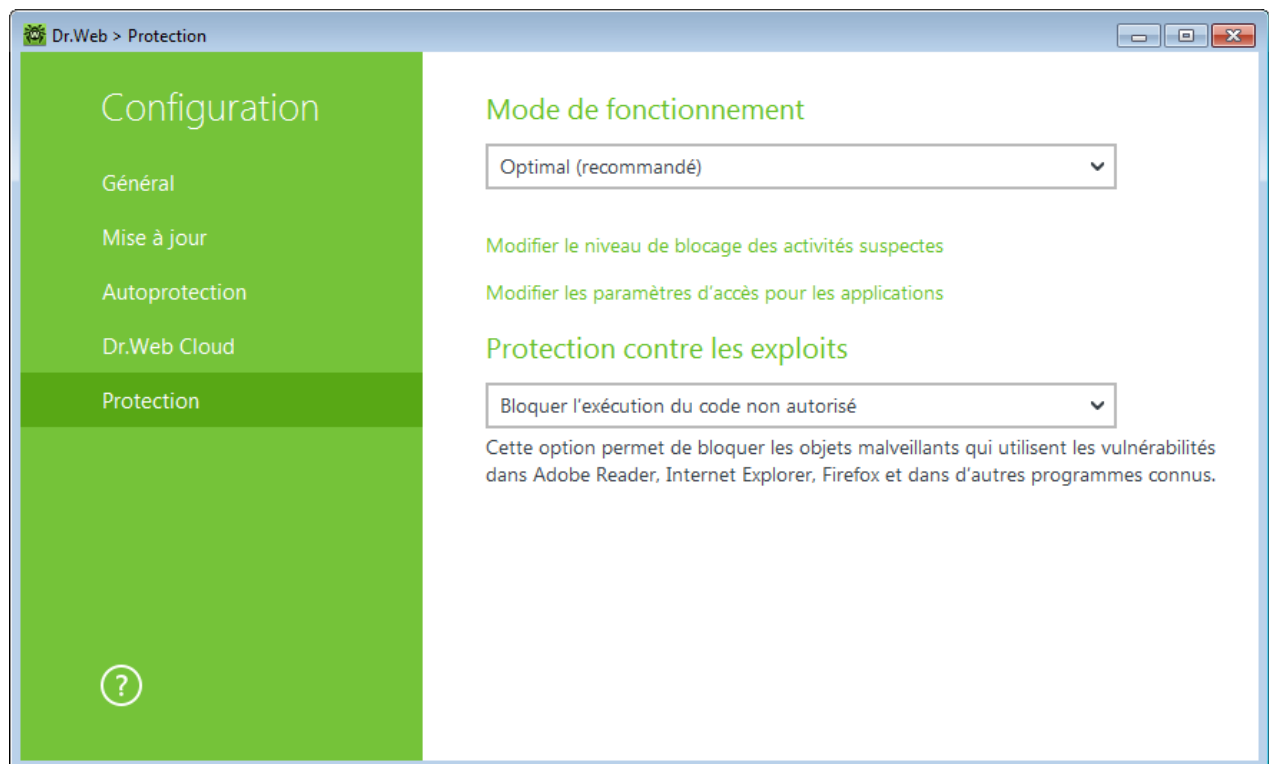 Dr.Web > Protection
Configuration
Général
Mise à jour
Autoprotection
Dr.Web Cloud
Protection
?
Mode de fonctionnement
Optimal (recommandé)
Modifier le niveau de blocage des activités suspectes
Modifier les paramètres d'accès pour les applications
Protection contre les exploits
Bloquer l'exécution du code non autorisé
Cette option permet de bloquer les objets malveillants qui utilisent les vulnérabilités
dans Adobe Reader, Internet Explorer, Firefox et dans d'autres programmes connus.